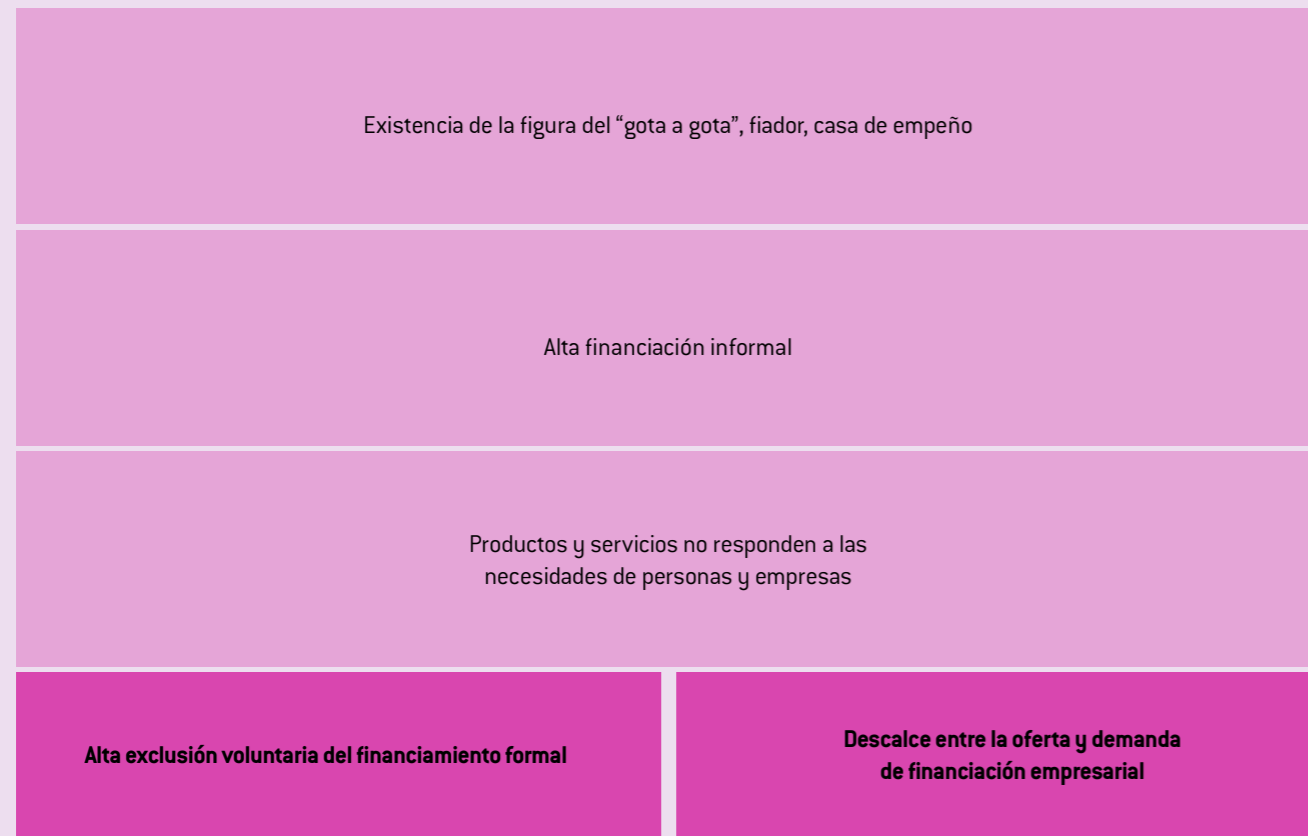 Existencia de la figura del “gota a gota”, fiador, casa de empeño
Alta financiación informal
Productos y servicios no responden a las
necesidades de personas y empresas
Alta exclusión voluntaria del financiamiento formal
Descalce entre la oferta y demanda
de financiación empresarial